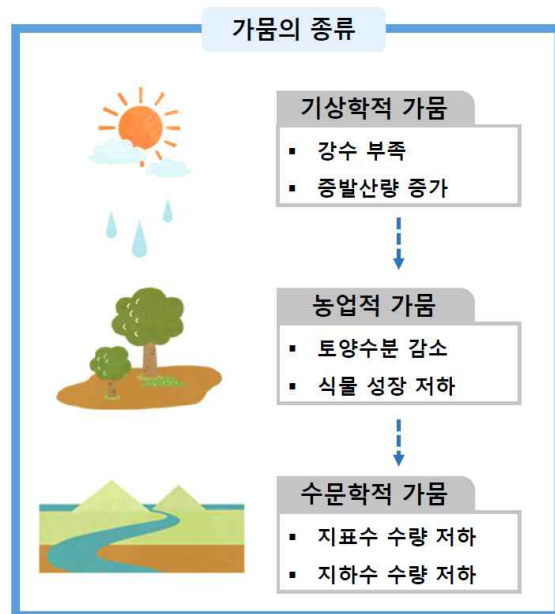 가뭄의 종류
기상학적 가뭄
▪ 강수 부족
▪ 증발산량 증가
농업적 가뭄
▪ 토양수분 감소
▪ 식물 성장 저하
수문학적 가뭄
▪ 지표수 수량 저하
▪ 지하수 수량 저하